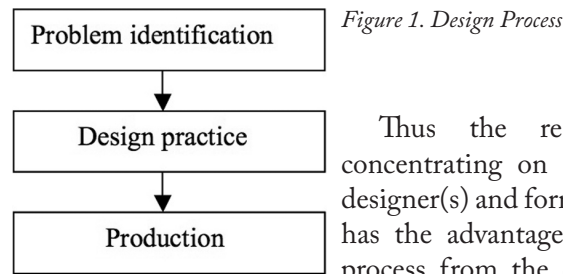 Problem identification
Design practice
Production
Figure 1. Design Process
Thus the
concentrating on
designer(s) and
has the advantage
process from the